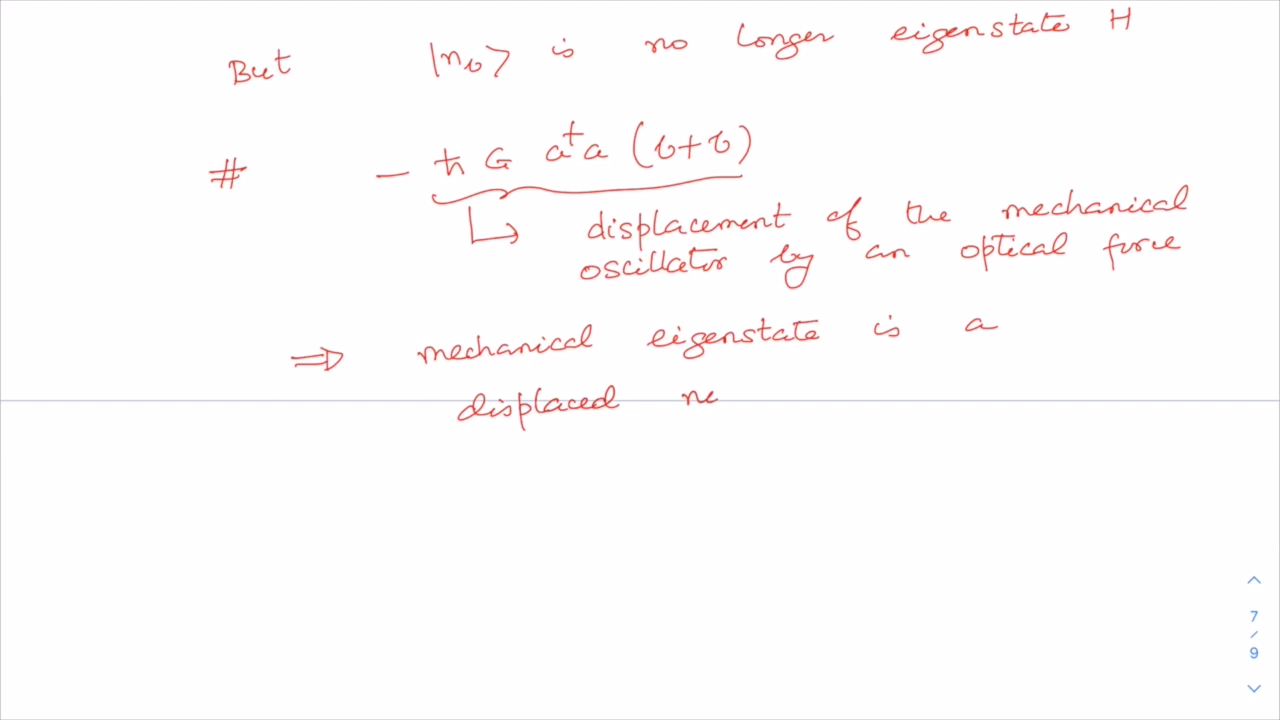 But |n_b⟩ is no longer eigenstate H
# - ℏ G a†a (b+b)
↳ displacement of the mechanical
oscillator by an optical force
⇒ mechanical eigenstate is a
displaced nu
7
/
9